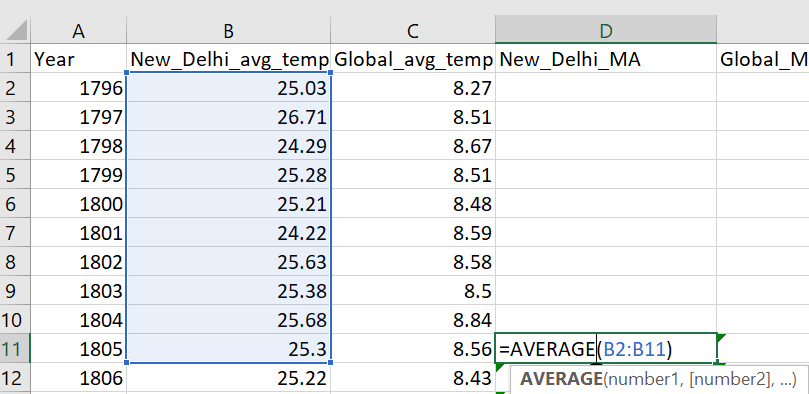 A B C D
1 Year New_Delhi_avg_temp Global_avg_temp New_Delhi_MA Global_M
2 1796 25.03 8.27
3 1797 26.71 8.51
4 1798 24.29 8.67
5 1799 25.28 8.51
6 1800 25.21 8.48
7 1801 24.22 8.59
8 1802 25.63 8.58
9 1803 25.38 8.5
10 1804 25.68 8.84
11 1805 25.3 8.56 =AVERAGE(B2:B11)
12 1806 25.22 8.43 AVERAGE(number1, [number2], ...)